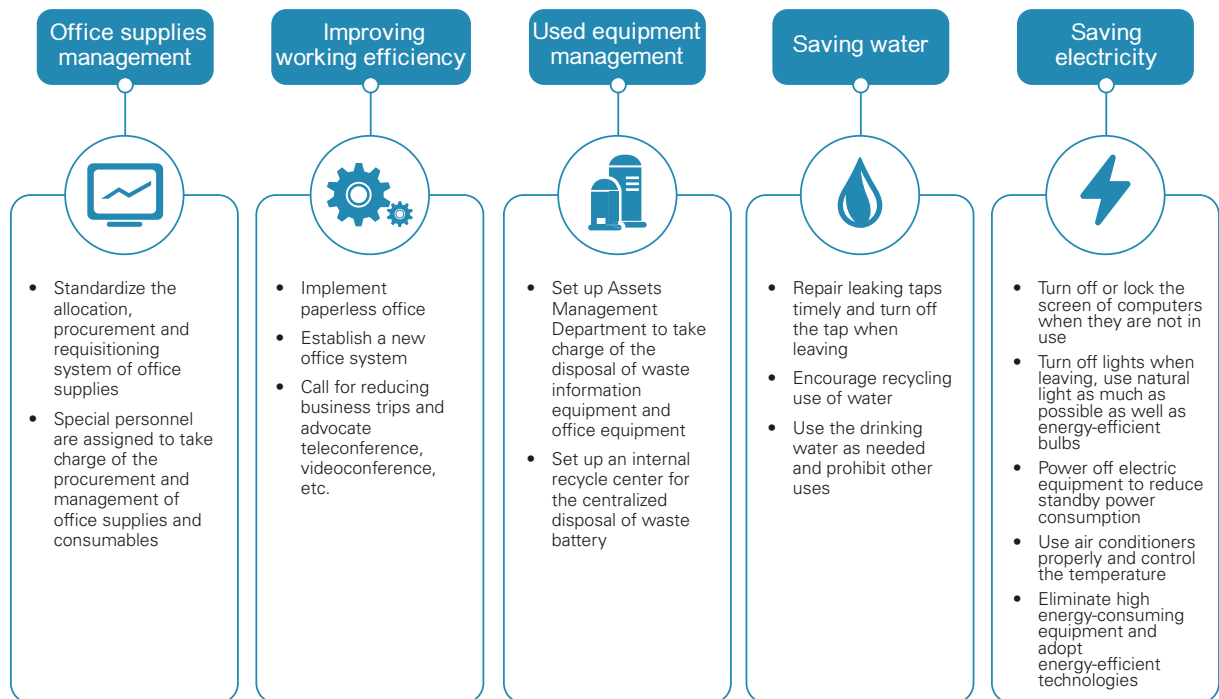 Office supplies
management
Improving
working efficiency
Used equipment
management
Saving water
Saving
electricity
• Standardize the
allocation,
procurement and
requisitioning
system of office
supplies
• Special personnel
are assigned to take
charge of the
procurement and
management of
office supplies and
consumables
• Implement
paperless office
• Establish a new
office system
• Call for reducing
business trips and
advocate
teleconference,
videoconference,
etc.
• Set up Assets
Management
Department to take
charge of the
disposal of waste
information
equipment and
office equipment
• Set up an internal
recycle center for
the centralized
disposal of waste
battery
• Repair leaking taps
timely and turn off
the tap when
leaving
• Encourage recycling
use of water
• Use the drinking
water as needed
and prohibit other
uses
• Turn off or lock the
screen of computers
when they are not in
use
• Turn off lights when
leaving, use natural
light as much as
possible as well as
energy-efficient
bulbs
• Power off electric
equipment to reduce
standby power
consumption
• Use air conditioners
properly and control
the temperature
• Eliminate high
energy-consuming
equipment and
adopt
energy-efficient
technologies